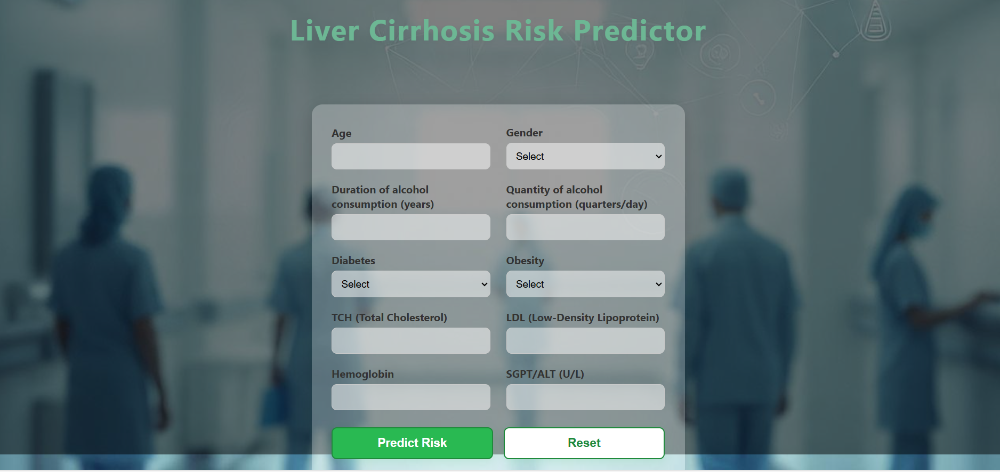 Liver Cirrhosis Risk Predictor
Age
Gender
Select
Duration of alcohol
consumption (years)
Quantity of alcohol
consumption (quarters/day)
Diabetes
Select
Obesity
Select
TCH (Total Cholesterol)
LDL (Low-Density Lipoprotein)
Hemoglobin
SGPT/ALT (U/L)
Predict Risk
Reset